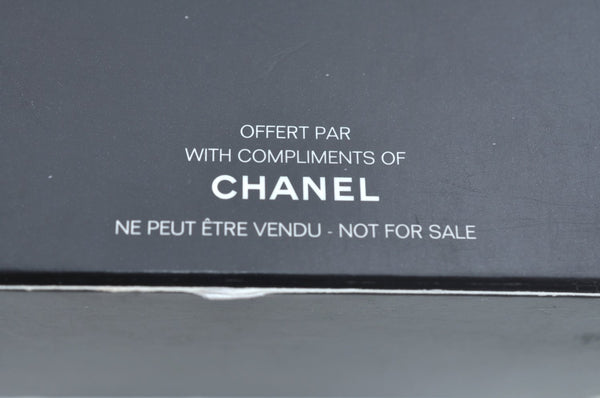 OFFERT PAR
WITH COMPLIMENTS OF
CHANEL
NE PEUT ÊTRE VENDU - NOT FOR SALE